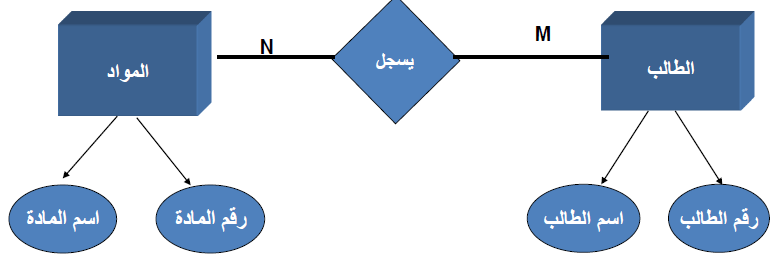 الطالب
M
يسجل
N
المواد
رقم الطالب
اسم الطالب
رقم المادة
اسم المادة